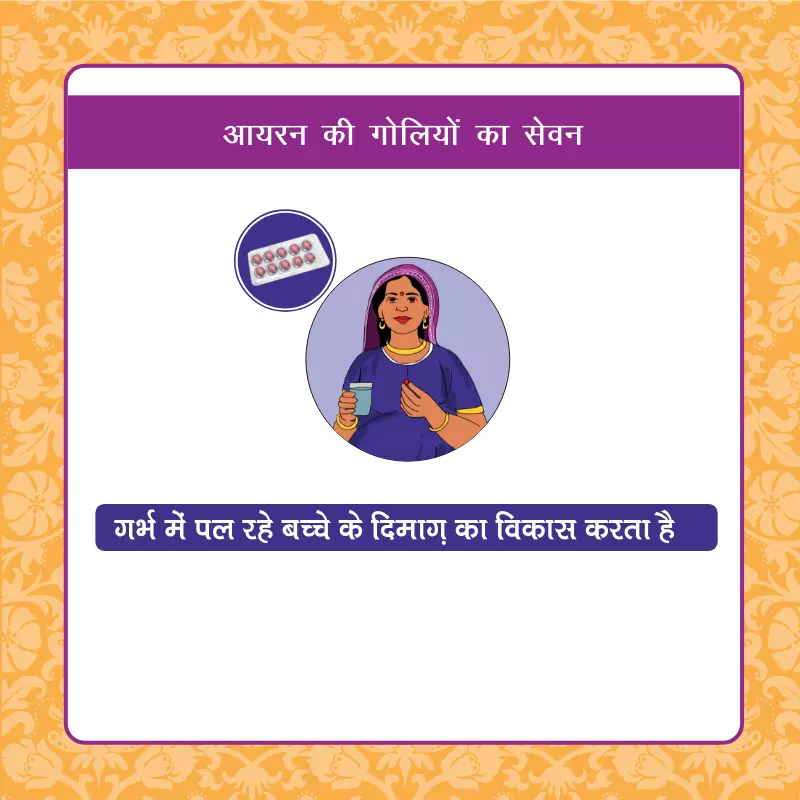 आयरन की गोलियों का सेवन
गर्भ में पल रहे बच्चे के दिमाग़ का विकास करता है